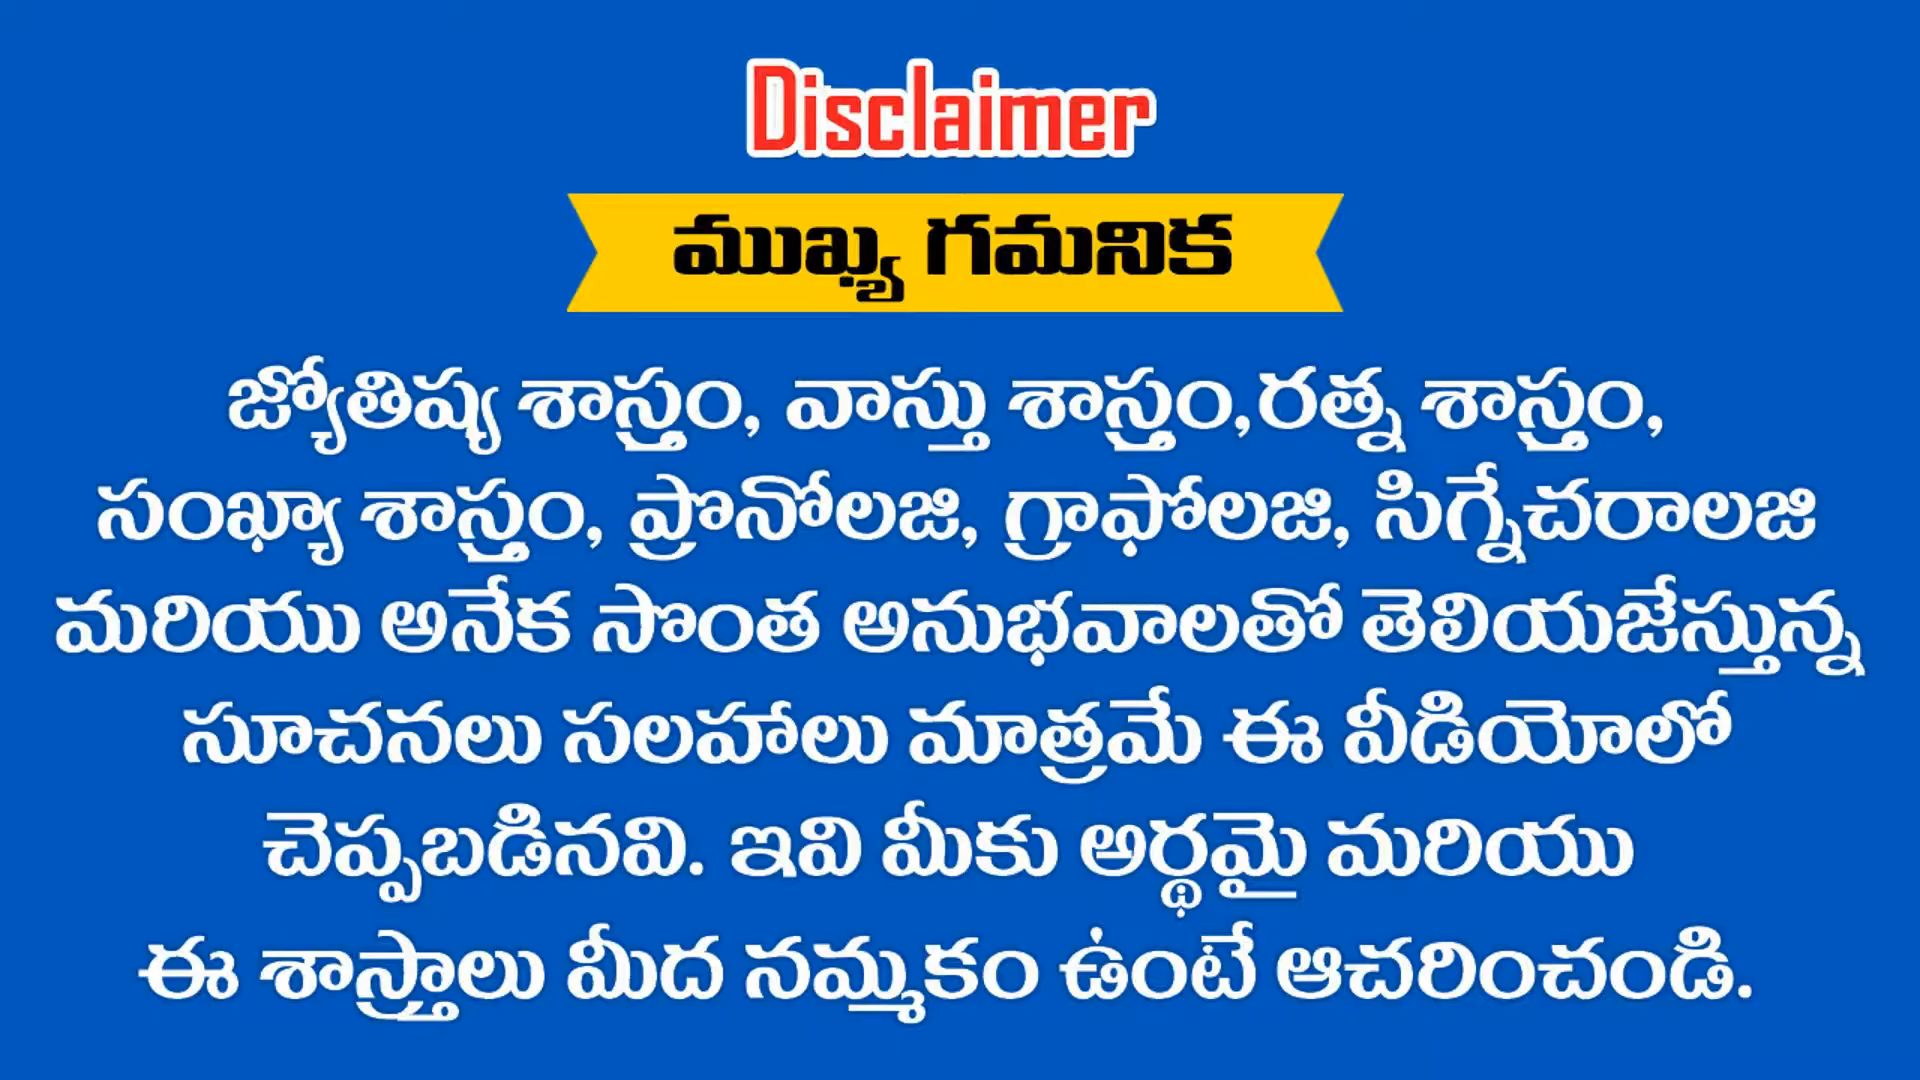 Disclaimer
ముఖ్య గమనిక
జ్యోతిష్య శాస్త్రం, వాస్తు శాస్త్రం,రత్న శాస్త్రం,
సంఖ్యా శాస్త్రం, ప్రొనోలజి, గ్రాఫోలజి, సిగ్నేచరాలజి
మరియు అనేక సొంత అనుభవాలతో తెలియజేస్తున్న
సూచనలు సలహాలు మాత్రమే ఈ వీడియోలో
చెప్పబడినవి. ఇవి మీకు అర్థమై మరియు
ఈ శాస్త్రాలు మీద నమ్మకం ఉంటే ఆచరించండి.